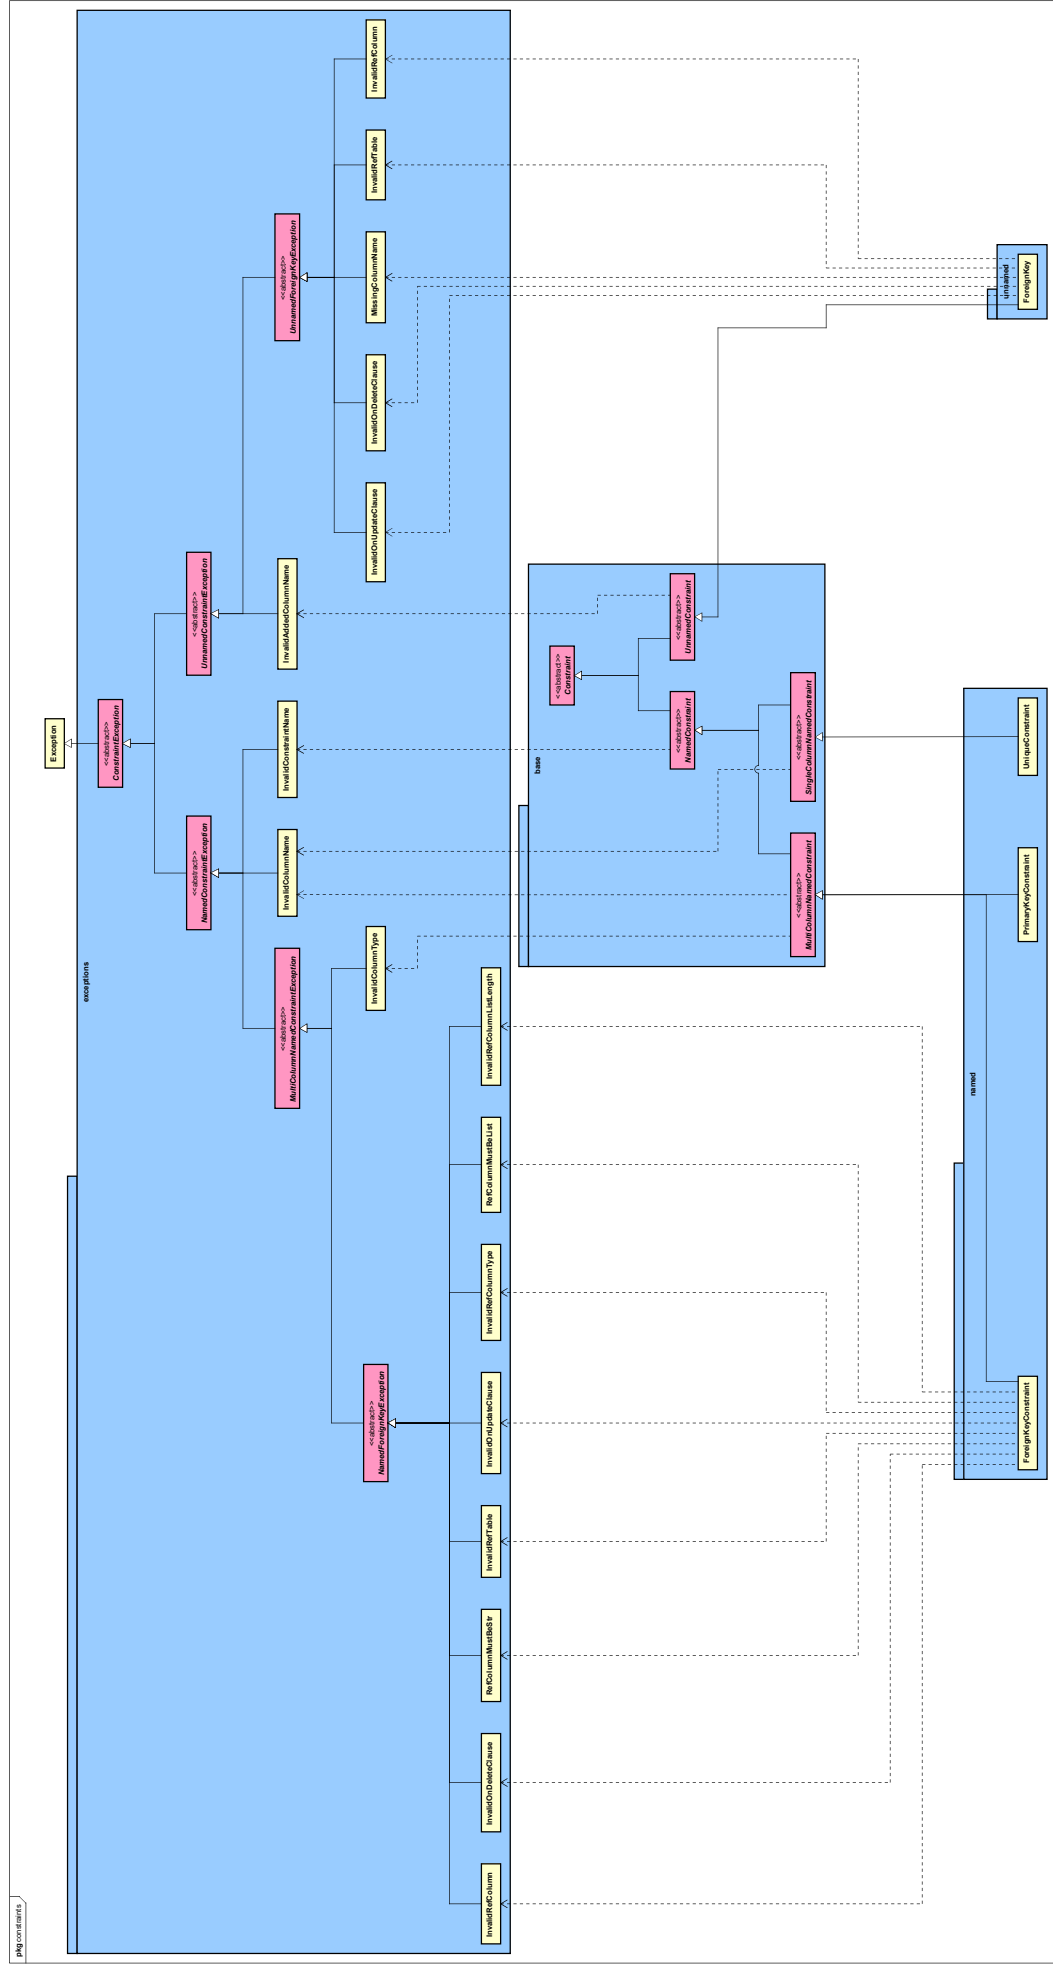 pkg constraints
Exception
exceptions
<<abstract>>
ConstraintException
<<abstract>>
NamedConstraintException
<<abstract>>
UnnamedConstraintException
<<abstract>>
MultiColumnNamedConstraintException
InvalidColumnName
InvalidConstraintName
InvalidAddedColumnName
<<abstract>>
UnnamedForeignKeyException
<<abstract>>
NamedForeignKeyException
InvalidColumnType
InvalidOnUpdateClause
InvalidOnDeleteClause
MissingColumnName
InvalidRefTable
InvalidRefColumn
InvalidRefColumn
InvalidOnDeleteClause
RefColumnMustBeStr
InvalidRefTable
InvalidOnUpdateClause
InvalidRefColumnType
RefColumnMustBeList
InvalidRefColumnListLength
base
<<abstract>>
Constraint
<<abstract>>
NamedConstraint
<<abstract>>
UnnamedConstraint
<<abstract>>
MultiColumnNamedConstraint
<<abstract>>
SingleColumnNamedConstraint
named
ForeignKeyConstraint
PrimaryKeyConstraint
UniqueConstraint
unnamed
ForeignKey